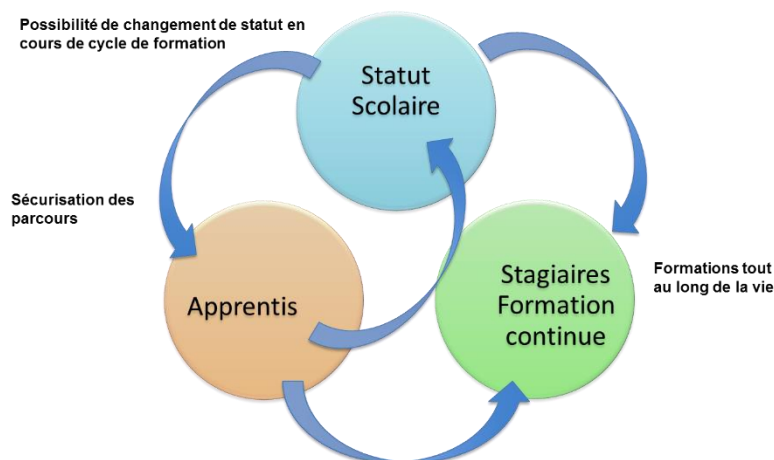 Possibilité de changement de statut en
cours de cycle de formation
Statut
Scolaire
Sécurisation des
parcours
Apprentis
Stagiaires
Formation
continue
Formations tout
au long de la vie